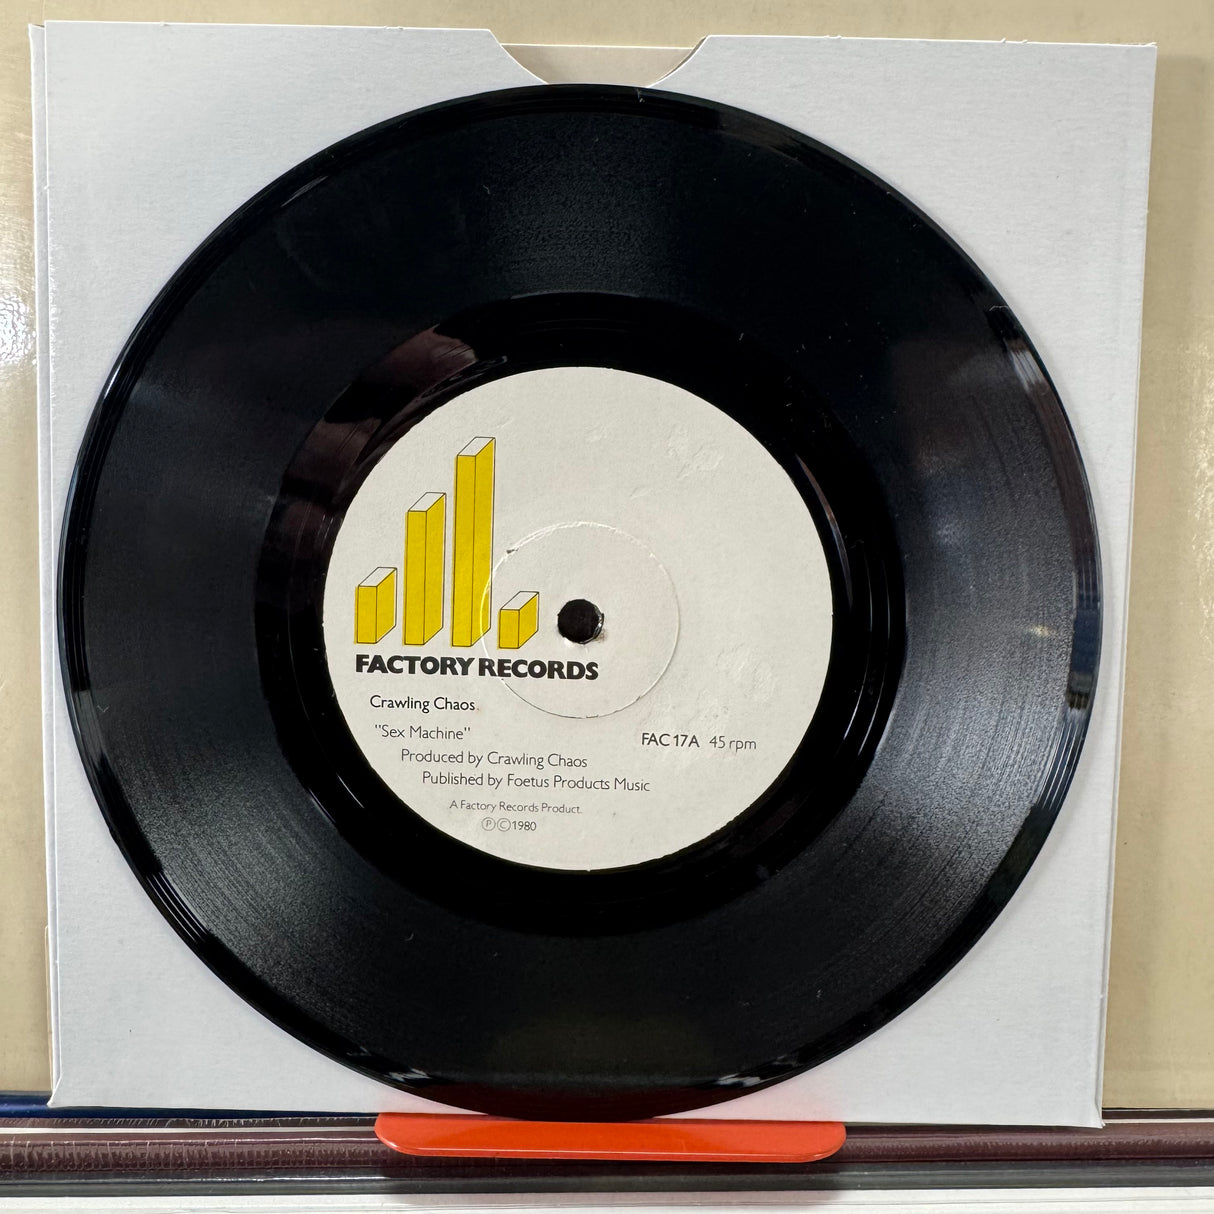 FACTORY RECORDS
Crawling Chaos
"Sex Machine"
FAC 17A 45 rpm
Produced by Crawling Chaos
Published by Foetus Products Music
A Factory Records Product.
Ⓟ©1980